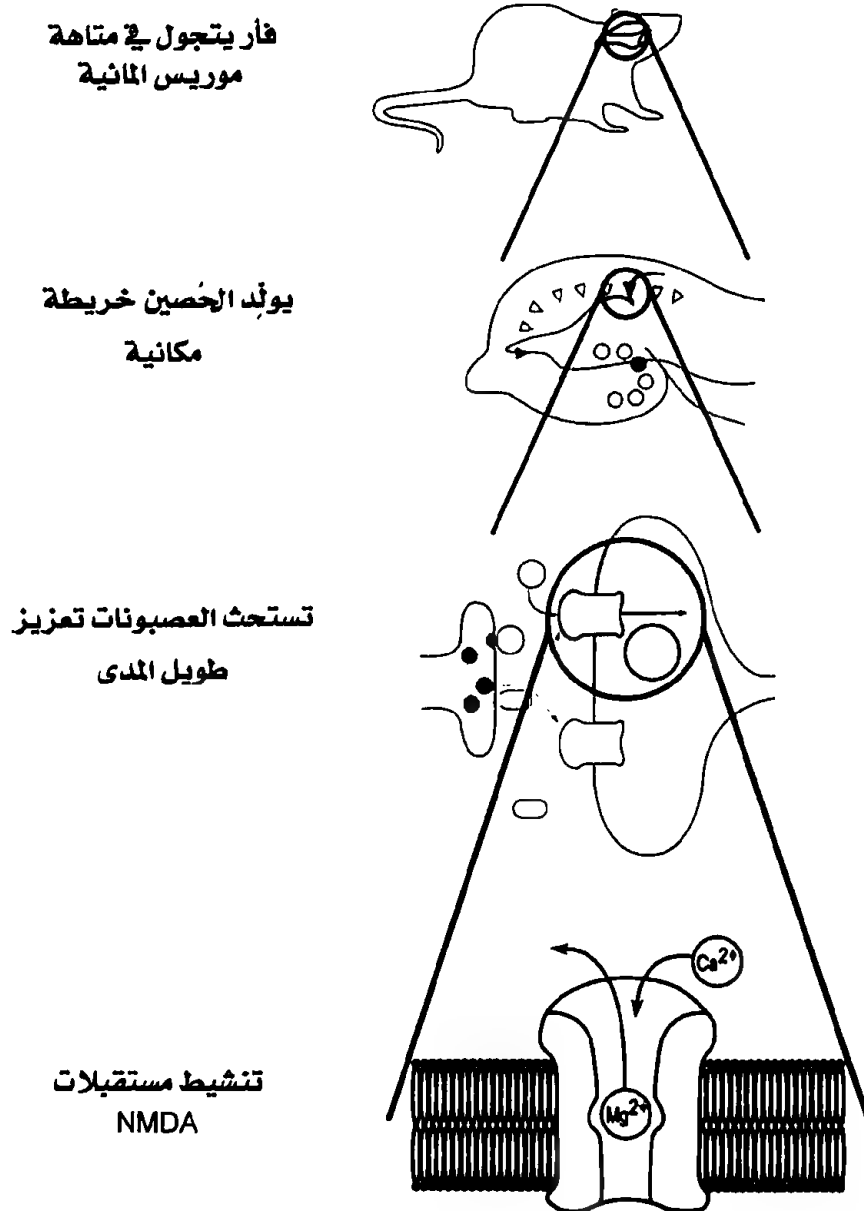 فأر يتجول في متاهة
موريس المائية
يولِّد الحُصين خريطة
مكانية
تستحث العصبونات تعزيز
طويل المدى
Ca2+
تنشيط مستقبلات
NMDA
Mg2+